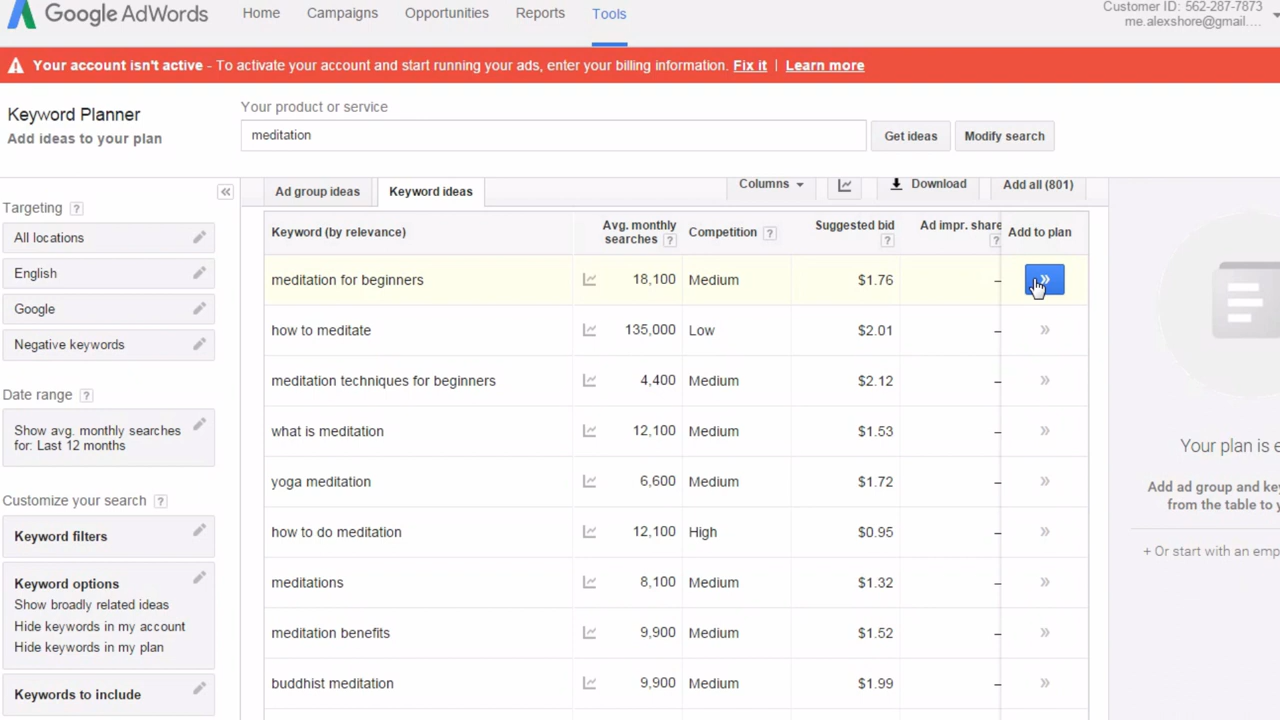 Google AdWords
Home Campaigns Opportunities Reports Tools
Customer ID: 562-287-7873
me.alexshore@gmail....
Your account isn't active - To activate your account and start running your ads, enter your billing information. Fix it | Learn more
Keyword Planner
Add ideas to your plan
Your product or service
meditation
Get ideas Modify search
Targeting ?
All locations
English
Google
Negative keywords
Date range ?
Show avg. monthly searches
for: Last 12 months
Customize your search ?
Keyword filters
Keyword options
Show broadly related ideas
Hide keywords in my account
Hide keywords in my plan
Keywords to include
Ad group ideas Keyword ideas
Columns Download Add all (801)
Keyword (by relevance) Avg. monthly searches ? Competition ? Suggested bid ? Ad impr. share ? Add to plan
meditation for beginners 18,100 Medium $1.76 – »
how to meditate 135,000 Low $2.01 – »
meditation techniques for beginners 4,400 Medium $2.12 – »
what is meditation 12,100 Medium $1.53 – »
yoga meditation 6,600 Medium $1.72 – »
how to do meditation 12,100 High $0.95 – »
meditations 8,100 Medium $1.32 – »
meditation benefits 9,900 Medium $1.52 – »
buddhist meditation 9,900 Medium $1.99 – »
Your plan is e
Add ad group and key
from the table to y
+ Or start with an emp